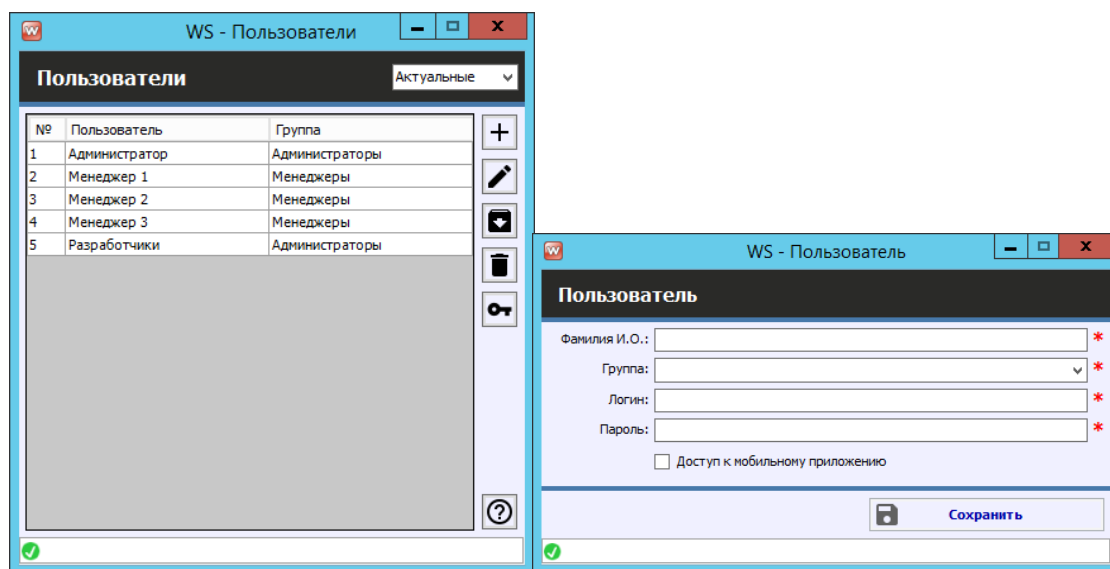 WS - Пользователи
Пользователи
Актуальные
№ Пользователь Группа
1 Администратор Администраторы
2 Менеджер 1 Менеджеры
3 Менеджер 2 Менеджеры
4 Менеджер 3 Менеджеры
5 Разработчики Администраторы
WS - Пользователь
Пользователь
Фамилия И.О.: *
Группа: *
Логин: *
Пароль: *
Доступ к мобильному приложению
Сохранить